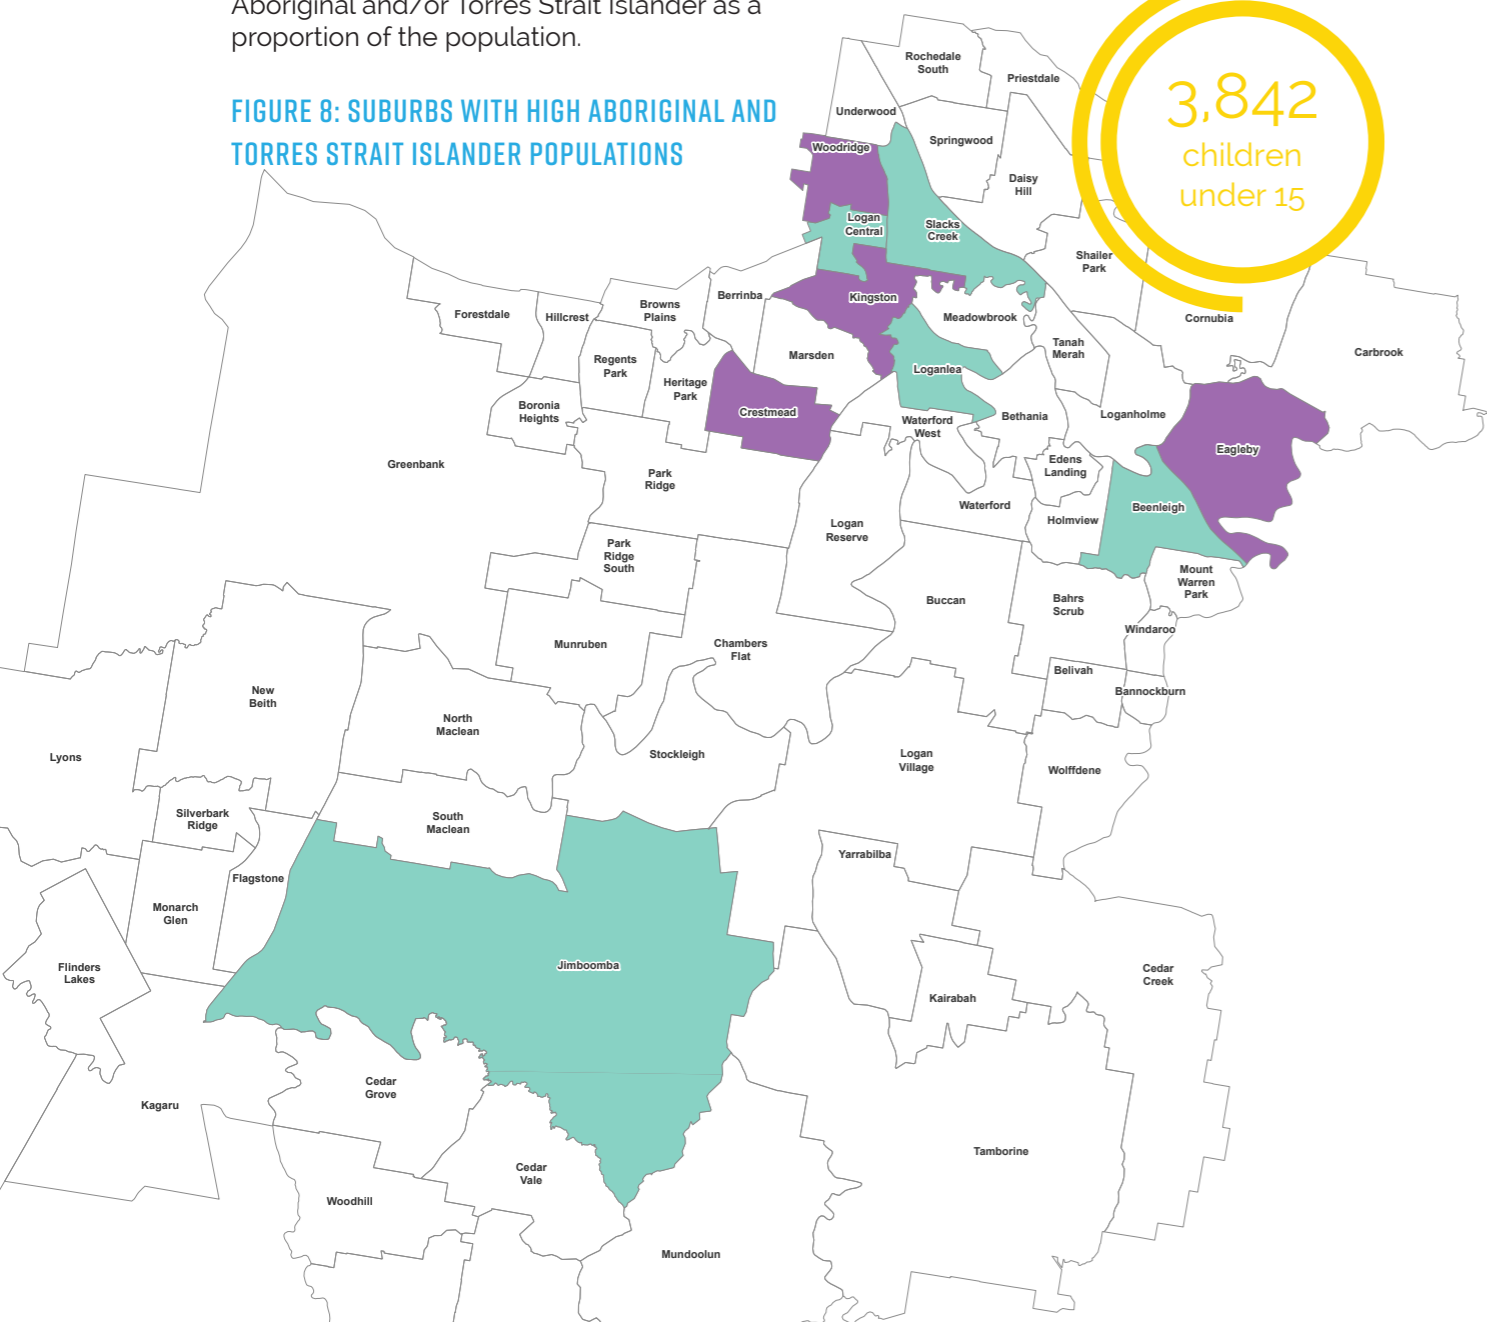 Aboriginal and/or Torres Strait Islander as a
proportion of the population.
FIGURE 8: SUBURBS WITH HIGH ABORIGINAL AND
TORRES STRAIT ISLANDER POPULATIONS
3,842
children
under 15
Rochedale
South
Priestdale
Underwood
Springwood
Woodridge
Daisy
Hill
Logan
Central
Slacks
Creek
Shailer
Park
Berrinba
Kingston
Browns
Plains
Forestdale
Hillcrest
Meadowbrook
Cornubia
Tanah
Merah
Carbrook
Marsden
Regents
Park
Loganlea
Heritage
Park
Crestmead
Boronia
Heights
Loganholme
Bethania
Waterford
West
Eagleby
Greenbank
Edens
Landing
Park
Ridge
Waterford
Beenleigh
Holmview
Logan
Reserve
Park
Ridge
South
Mount
Warren
Park
Buccan
Bahrs
Scrub
Windaroo
Munruben
Chambers
Flat
Belivah
Bannockburn
New
Beith
North
Maclean
Lyons
Stockleigh
Logan
Village
Wolffdene
Silverbark
Ridge
South
Maclean
Yarrabilba
Flagstone
Monarch
Glen
Jimboomba
Flinders
Lakes
Cedar
Creek
Kairabah
Cedar
Grove
Kagaru
Tamborine
Cedar
Vale
Woodhill
Mundoolun